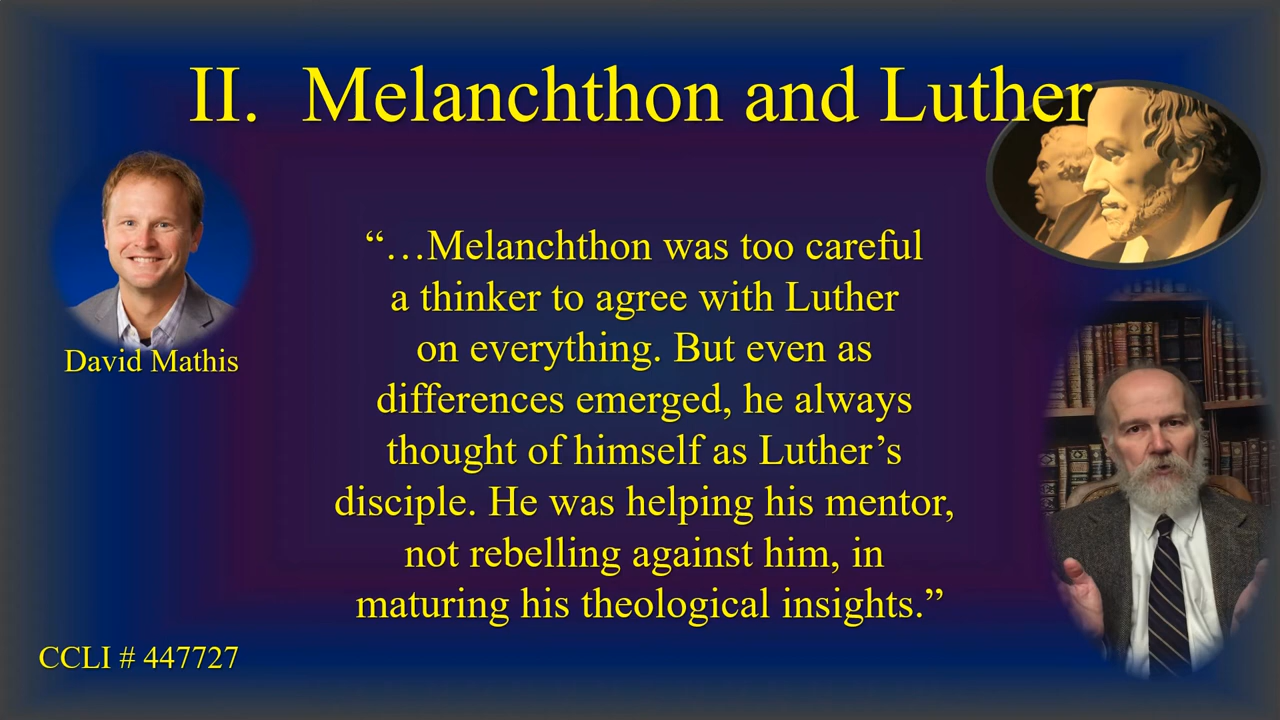 II. Melanchthon and Luther
“…Melanchthon was too careful
a thinker to agree with Luther
on everything. But even as
differences emerged, he always
thought of himself as Luther’s
disciple. He was helping his mentor,
not rebelling against him, in
maturing his theological insights.”
David Mathis
CCLI # 447727